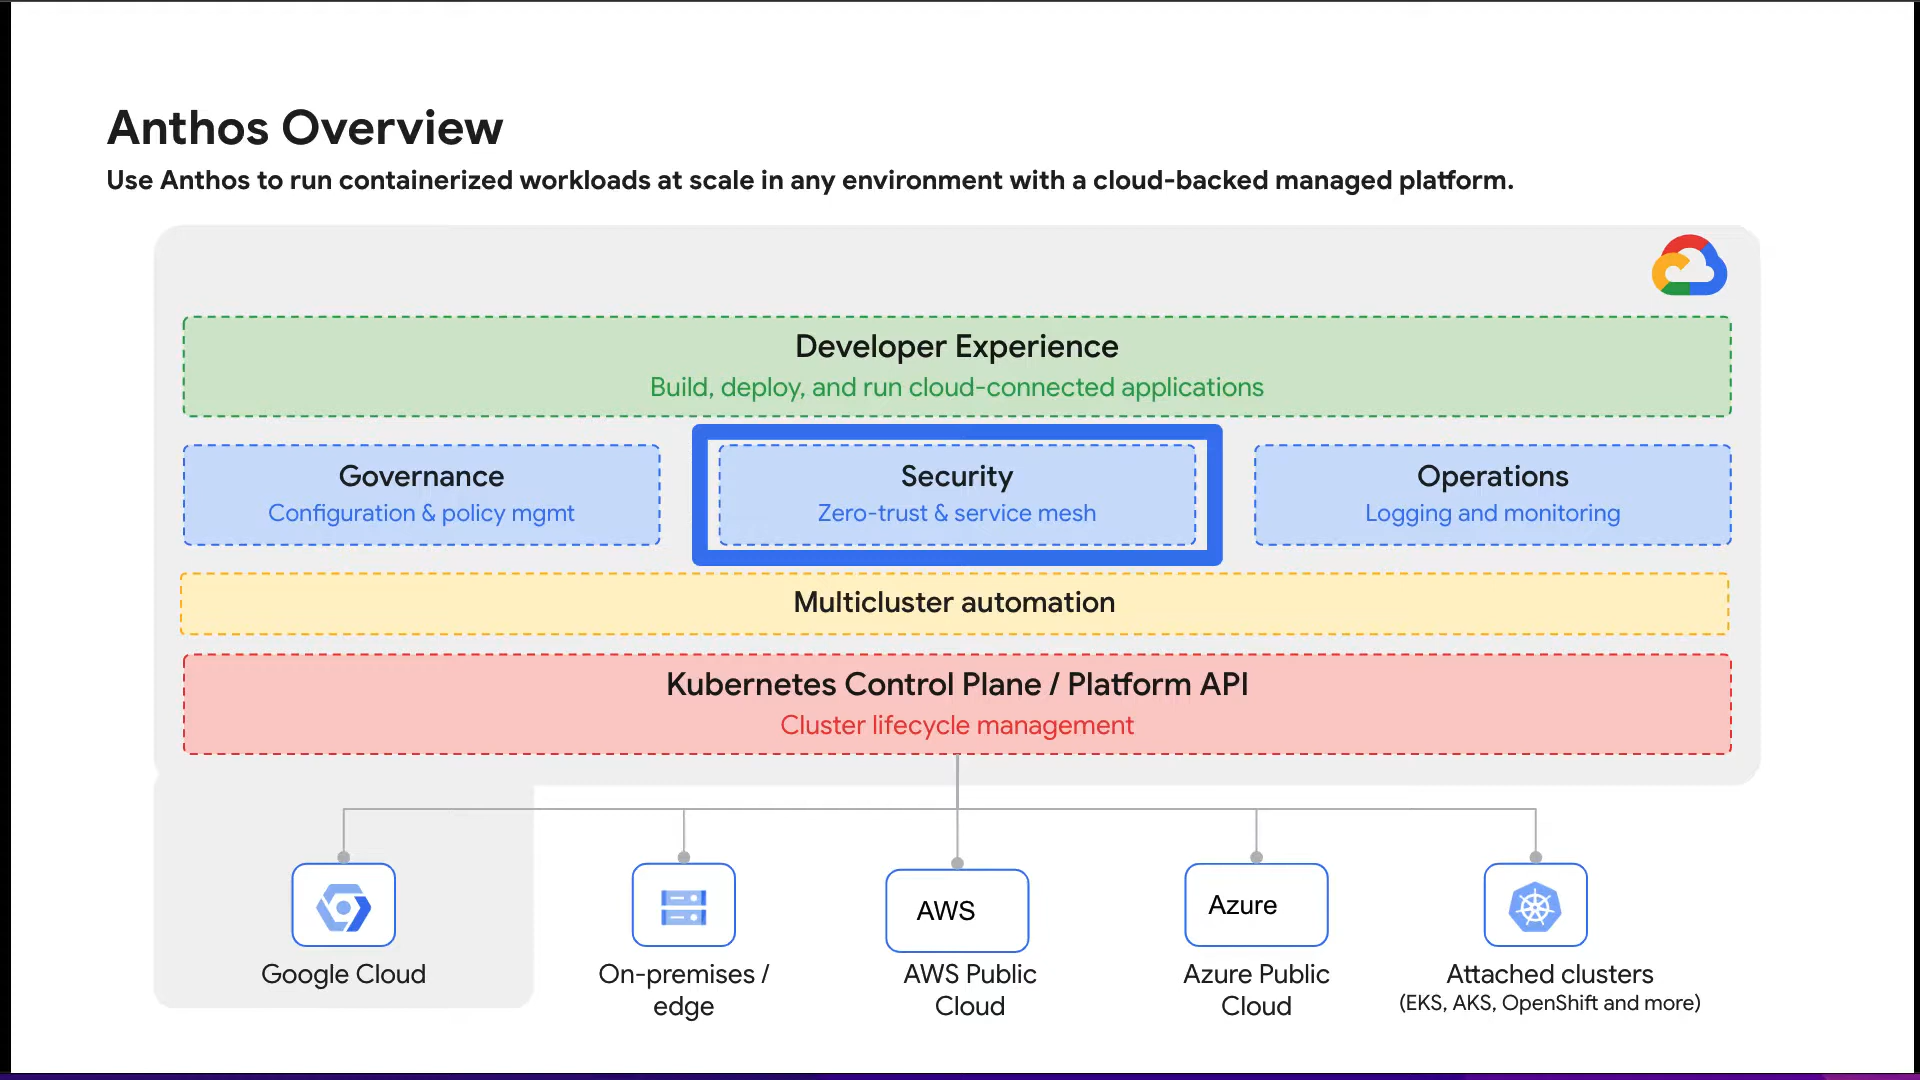 Anthos Overview
Use Anthos to run containerized workloads at scale in any environment with a cloud-backed managed platform.
Developer Experience
Build, deploy, and run cloud-connected applications
Governance
Configuration & policy mgmt
Security
Zero-trust & service mesh
Operations
Logging and monitoring
Multicluster automation
Kubernetes Control Plane / Platform API
Cluster lifecycle management
Google Cloud
On-premises /
edge
AWS
AWS Public
Cloud
Azure
Azure Public
Cloud
Attached clusters
(EKS, AKS, OpenShift and more)